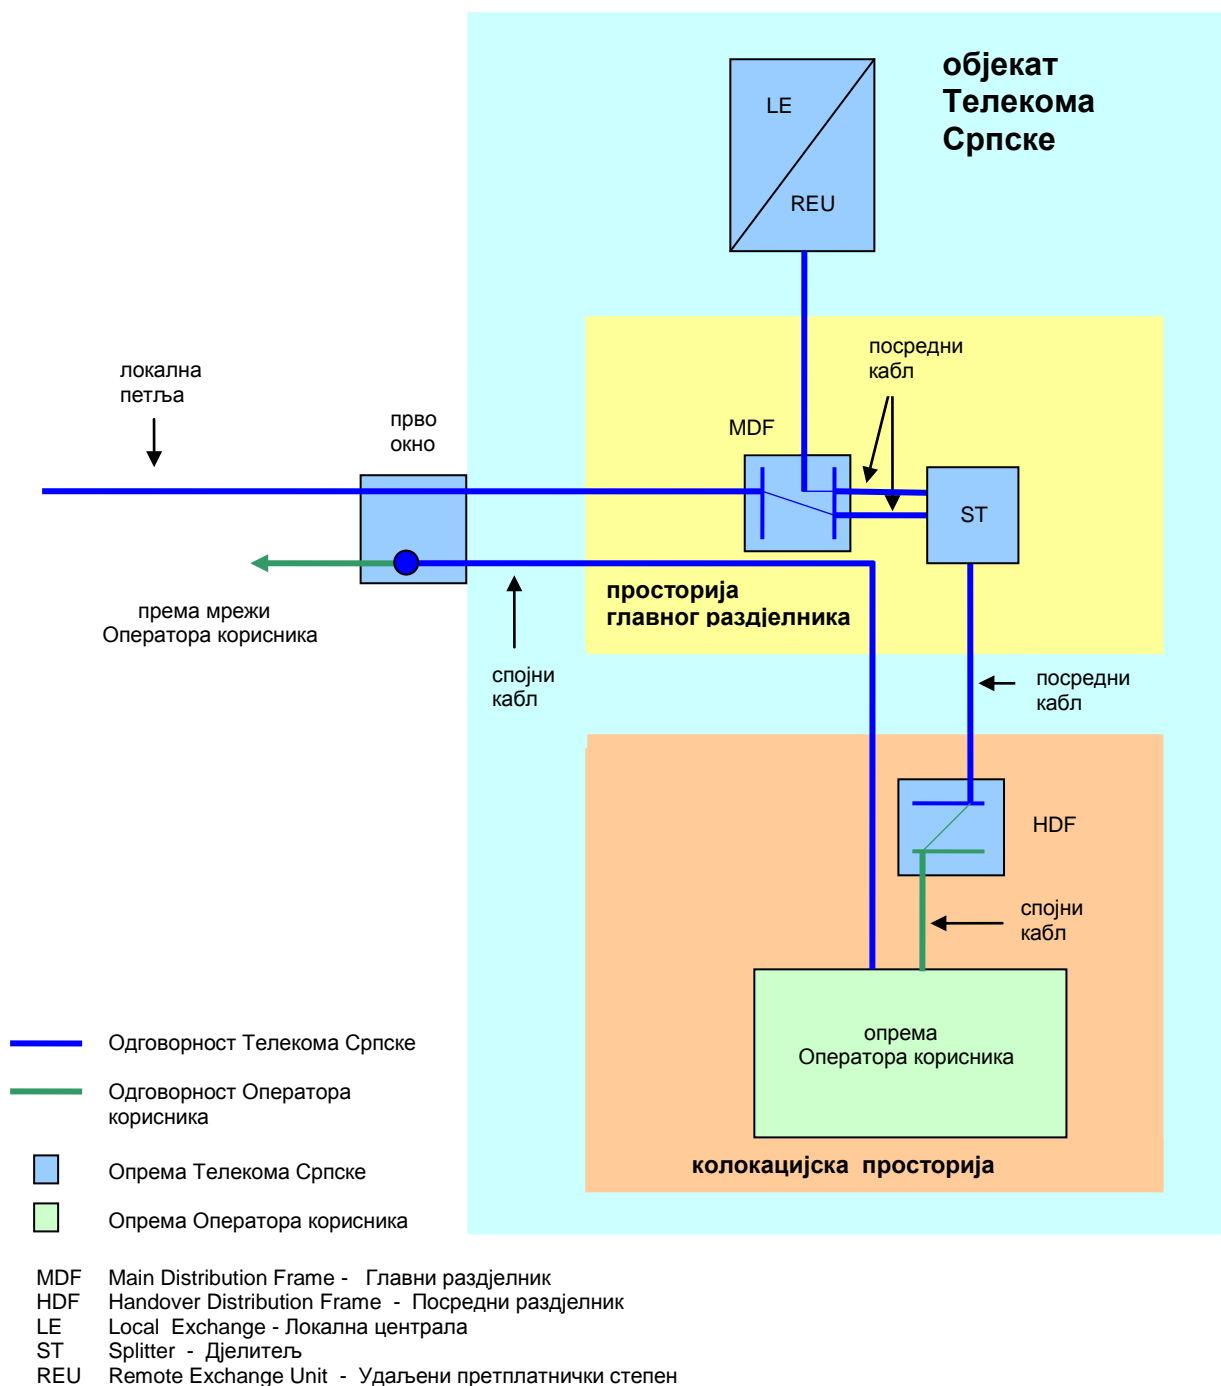 објекат
Телекома
Српске
LE
REU
посредни
кабл
локална
петља
прво
окно
MDF
ST
просторија
главног раздјелника
према мрежи
Оператора корисника
спојни
кабл
посредни
кабл
HDF
спојни
кабл
опрема
Оператора корисника
колокацијска просторија
Одговорност Телекома Српске
Одговорност Оператора
корисника
Опрема Телекома Српске
Опрема Оператора корисника
MDF Main Distribution Frame - Главни раздјелник
HDF Handover Distribution Frame - Посредни раздјелник
LE Local Exchange - Локална централа
ST Splitter - Дјелитељ
REU Remote Exchange Unit - Удаљени претплатнички степен